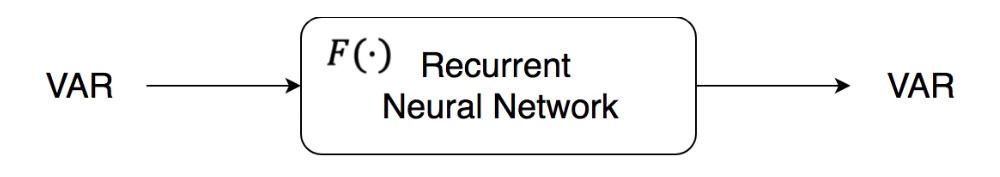 VAR
F(·) Recurrent
Neural Network
VAR